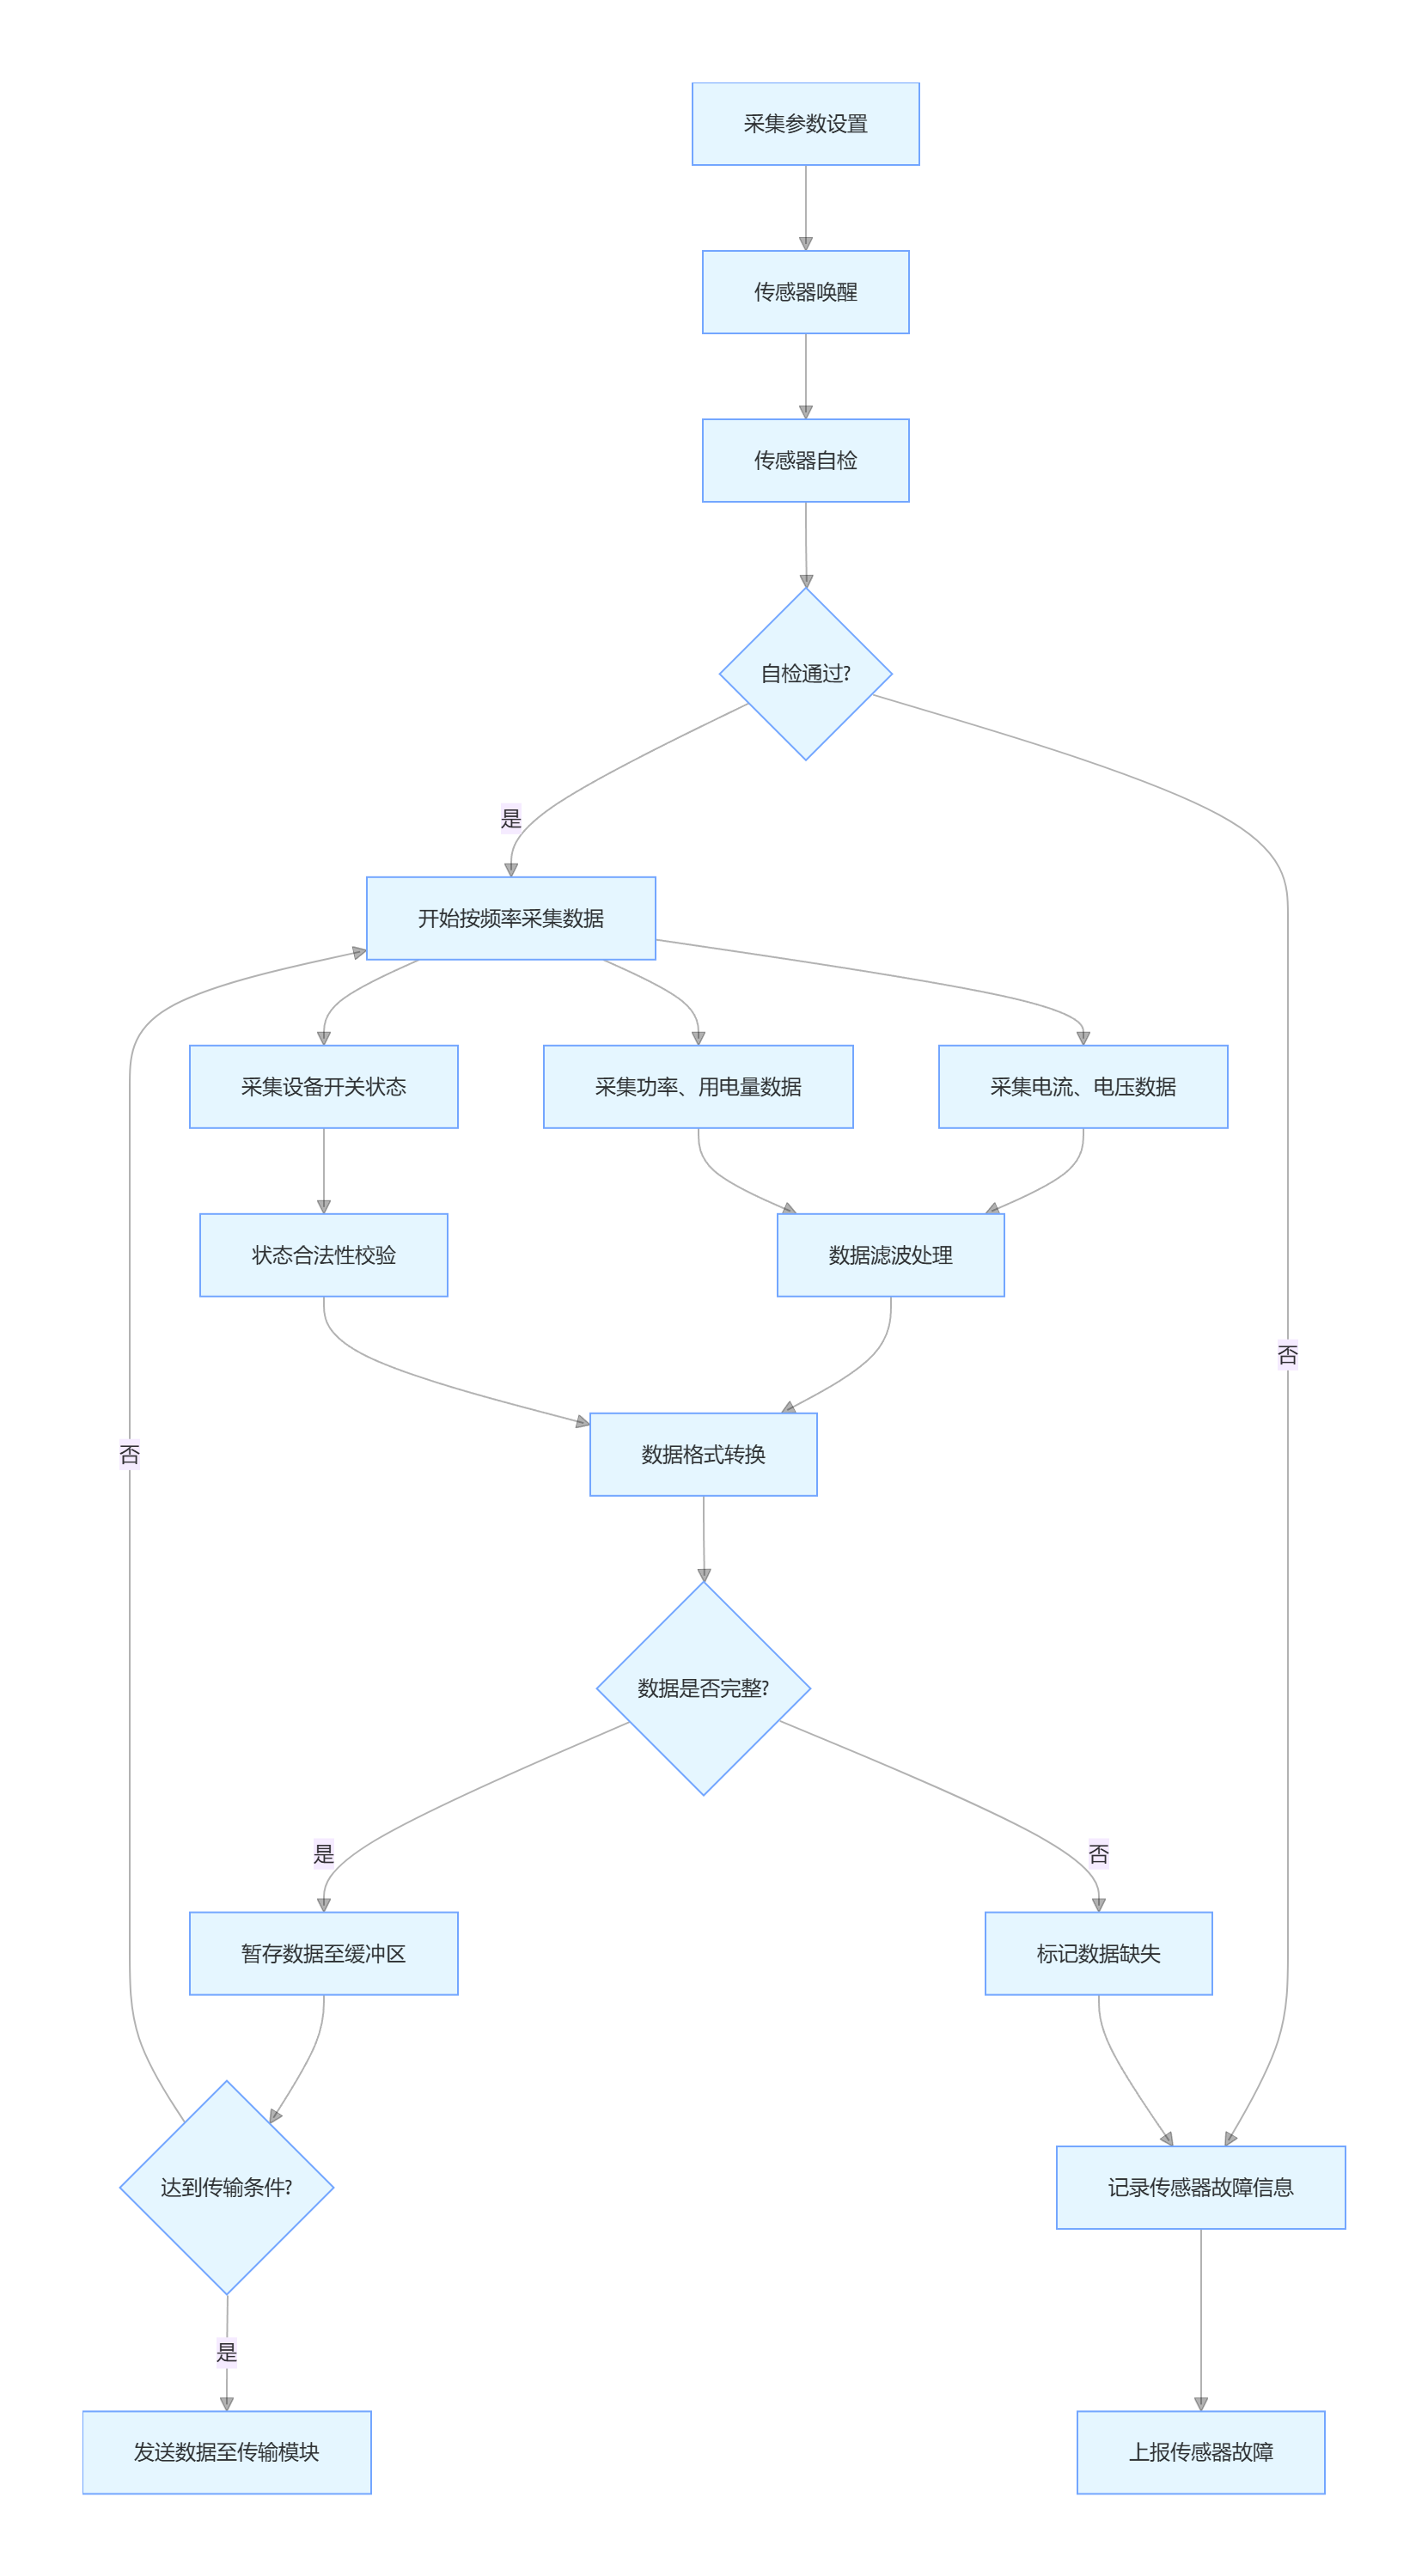 采集参数设置
传感器唤醒
传感器自检
自检通过?
是
开始按频率采集数据
采集设备开关状态
采集功率、用电量数据
采集电流、电压数据
状态合法性校验
数据滤波处理
否
数据格式转换
否
数据是否完整?
是
否
暂存数据至缓冲区
标记数据缺失
达到传输条件?
记录传感器故障信息
是
发送数据至传输模块
上报传感器故障